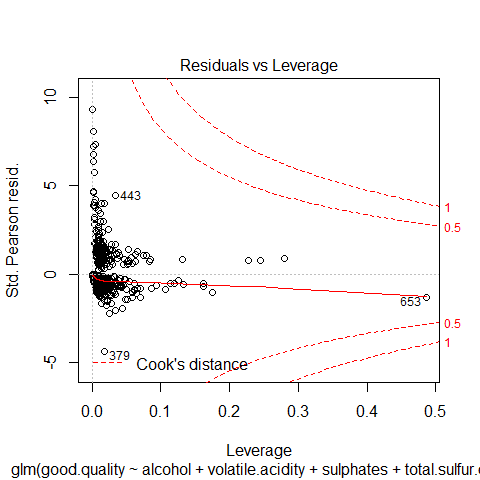 Residuals vs Leverage
Std. Pearson resid.
10
5
0
-5
443
1
0.5
653
0.5
1
379
Cook's distance
0.0 0.1 0.2 0.3 0.4 0.5
Leverage
glm(good.quality ~ alcohol + volatile.acidity + sulphates + total.sulfur.